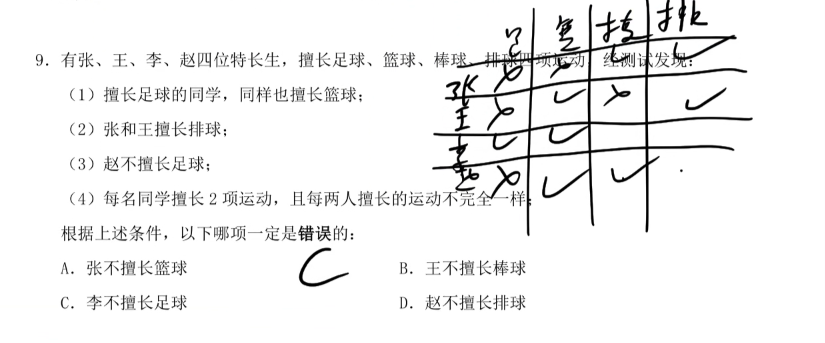 足 篮 棒 排
9. 有张、王、李、赵四位特长生，擅长足球、篮球、棒球、排球四项运动，经测试发现：
张
（1）擅长足球的同学，同样也擅长篮球；
王
（2）张和王擅长排球；
李
（3）赵不擅长足球；
赵
（4）每名同学擅长 2 项运动，且每两人擅长的运动不完全一样；
根据上述条件，以下哪项一定是错误的：
C
A. 张不擅长篮球 B. 王不擅长棒球
C. 李不擅长足球 D. 赵不擅长排球